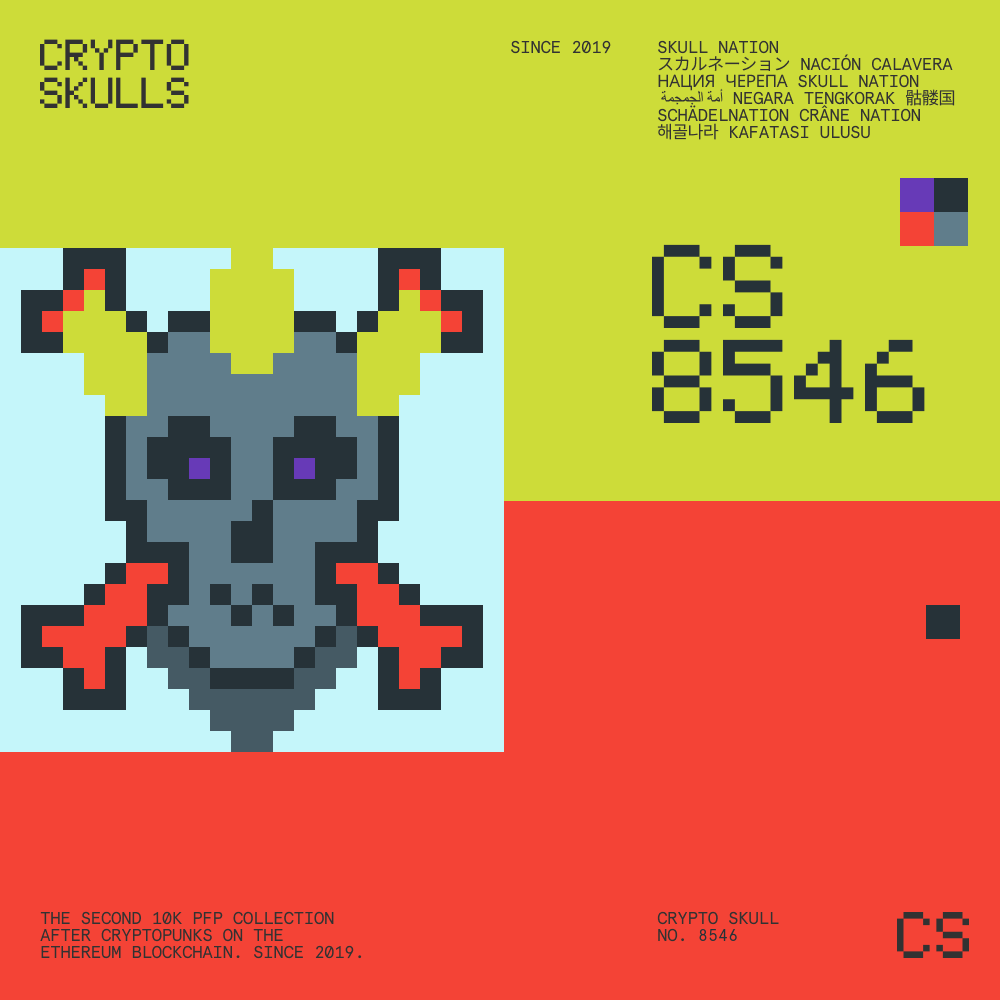 CRYPTO
SKULLS
SINCE 2019
SKULL NATION
スカルネーション NACIÓN CALAVERA
НАЦИЯ ЧЕРЕПА SKULL NATION
أمة الجمجمة NEGARA TENGKORAK 骷髅国
SCHÄDELNATION CRÂNE NATION
해골나라 KAFATASI ULUSU
CS
8546
THE SECOND 10K PFP COLLECTION
AFTER CRYPTOPUNKS ON THE
ETHEREUM BLOCKCHAIN. SINCE 2019.
CRYPTO SKULL
NO. 8546
CS